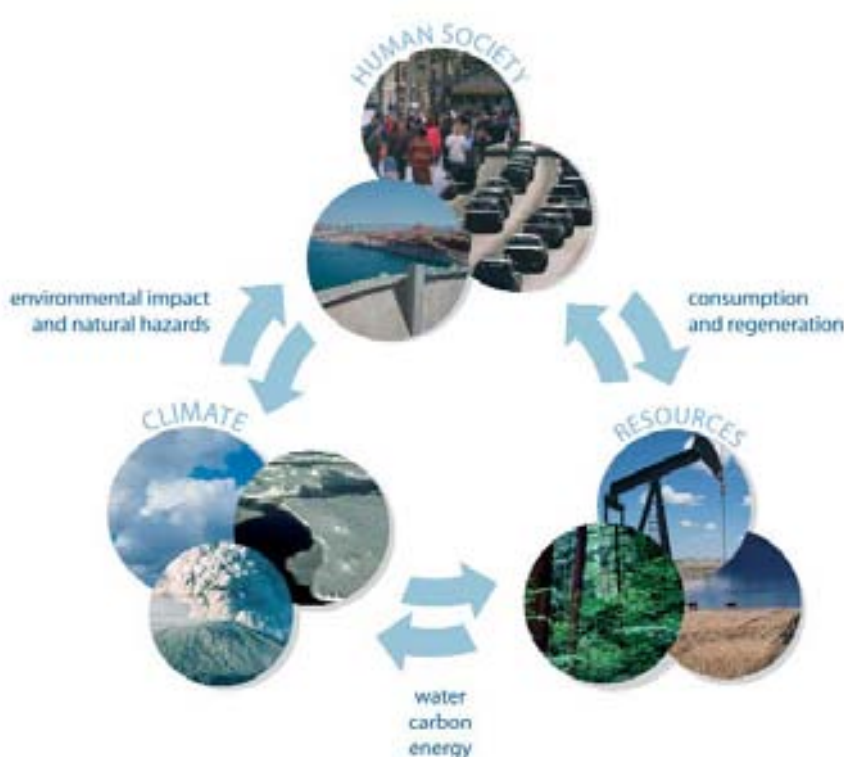 HUMAN SOCIETY
environmental impact
and natural hazards
consumption
and regeneration
CLIMATE
RESOURCES
water
carbon
energy